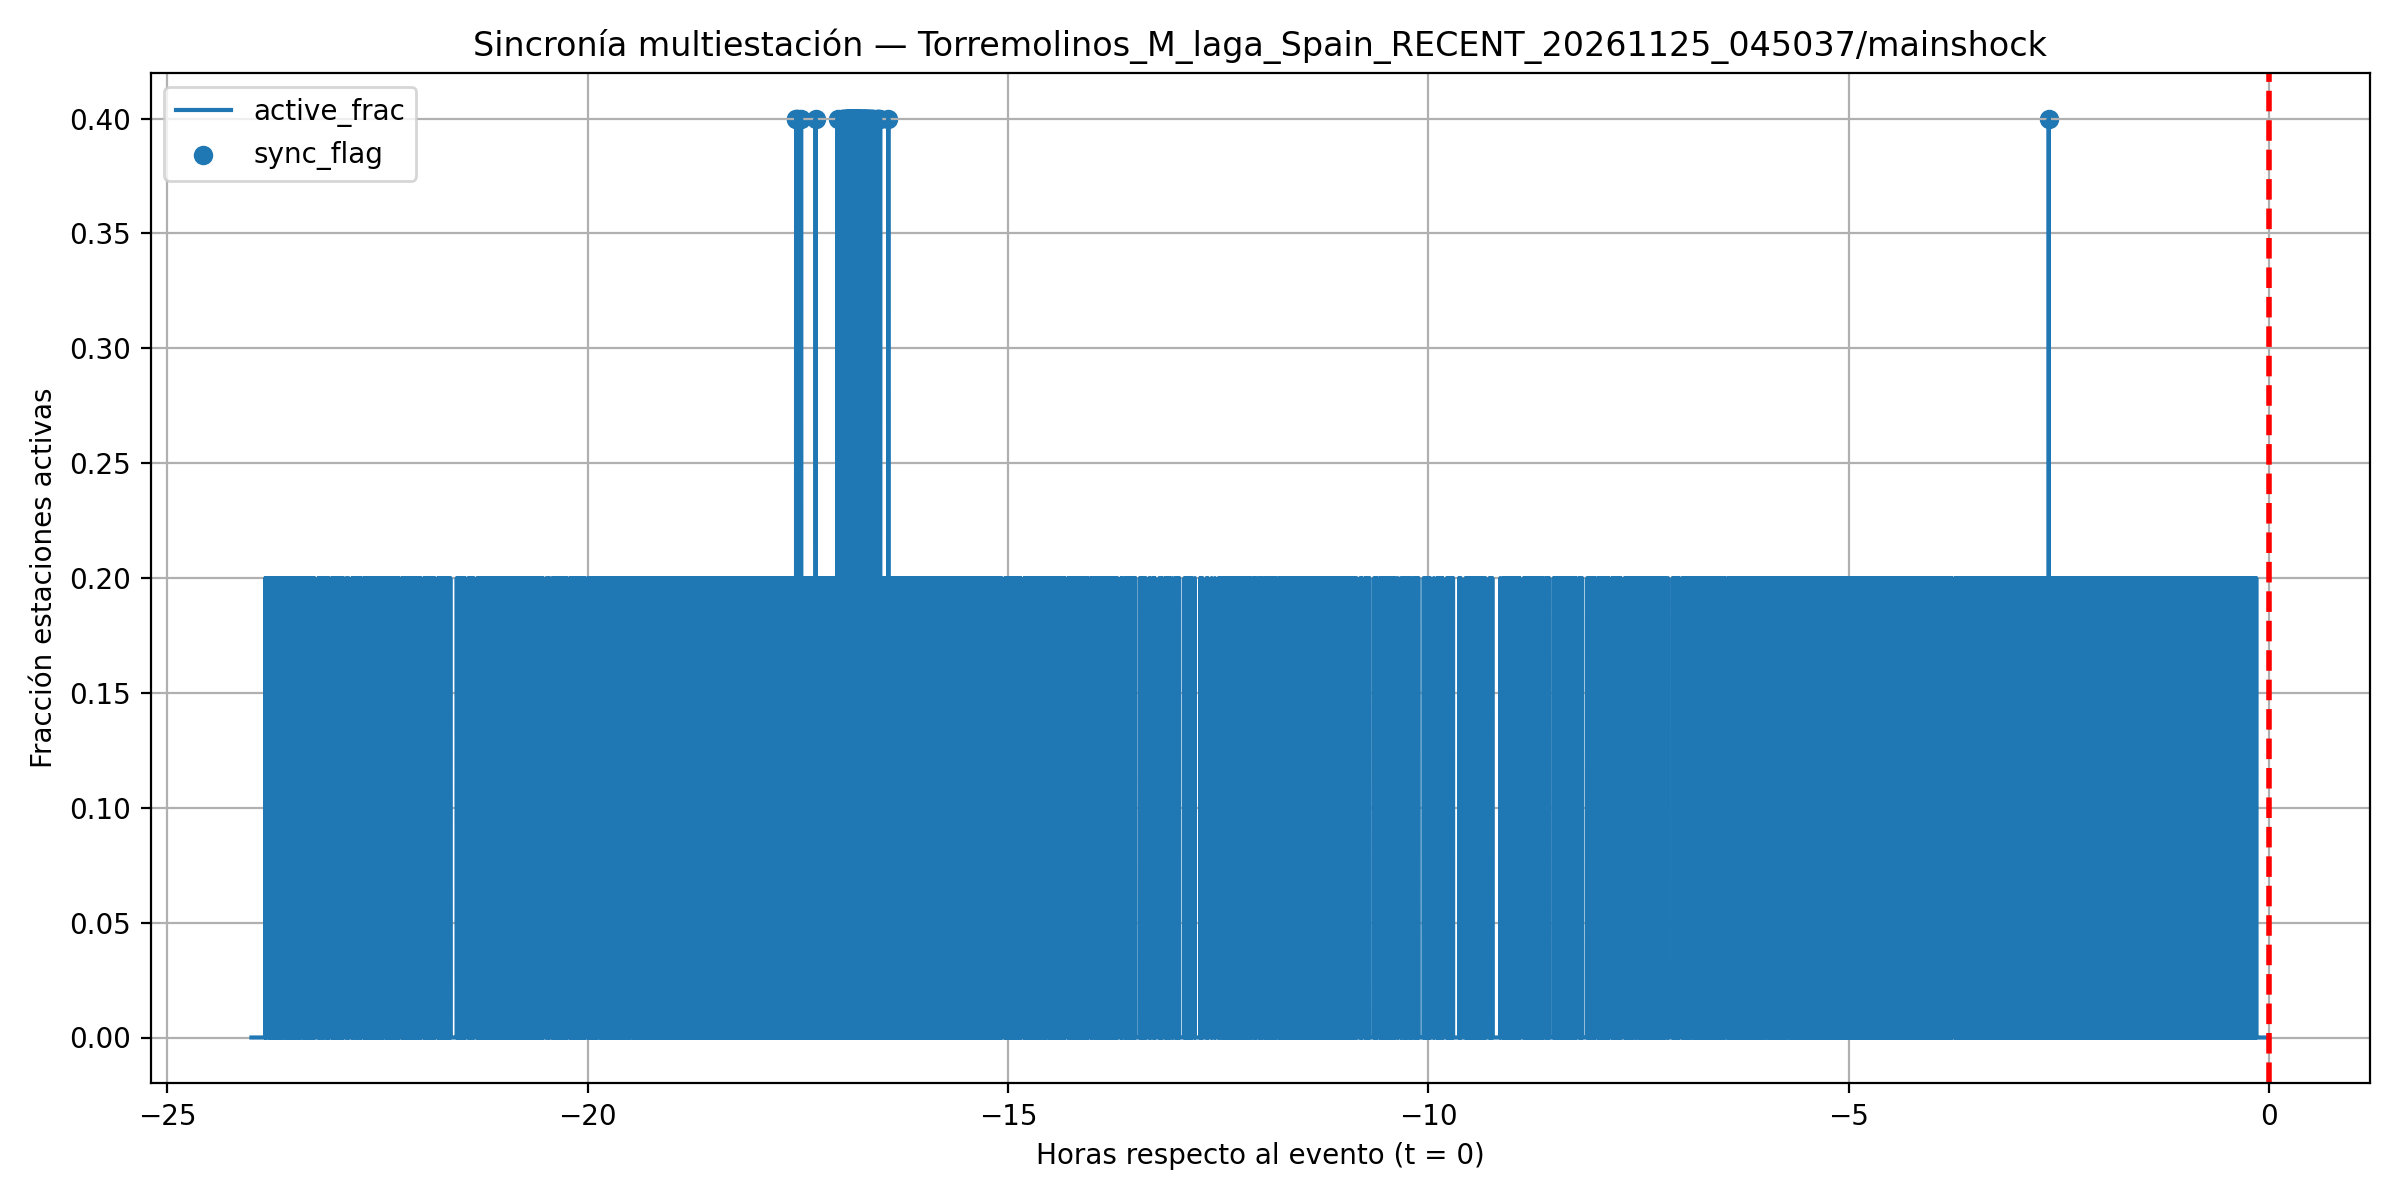 Sincronía multiestación — Torremolinos_M_laga_Spain_RECENT_20261125_045037/mainshock
active_frac
sync_flag
Fracción estaciones activas
0.40
0.35
0.30
0.25
0.20
0.15
0.10
0.05
0.00
−25 −20 −15 −10 −5 0
Horas respecto al evento (t = 0)